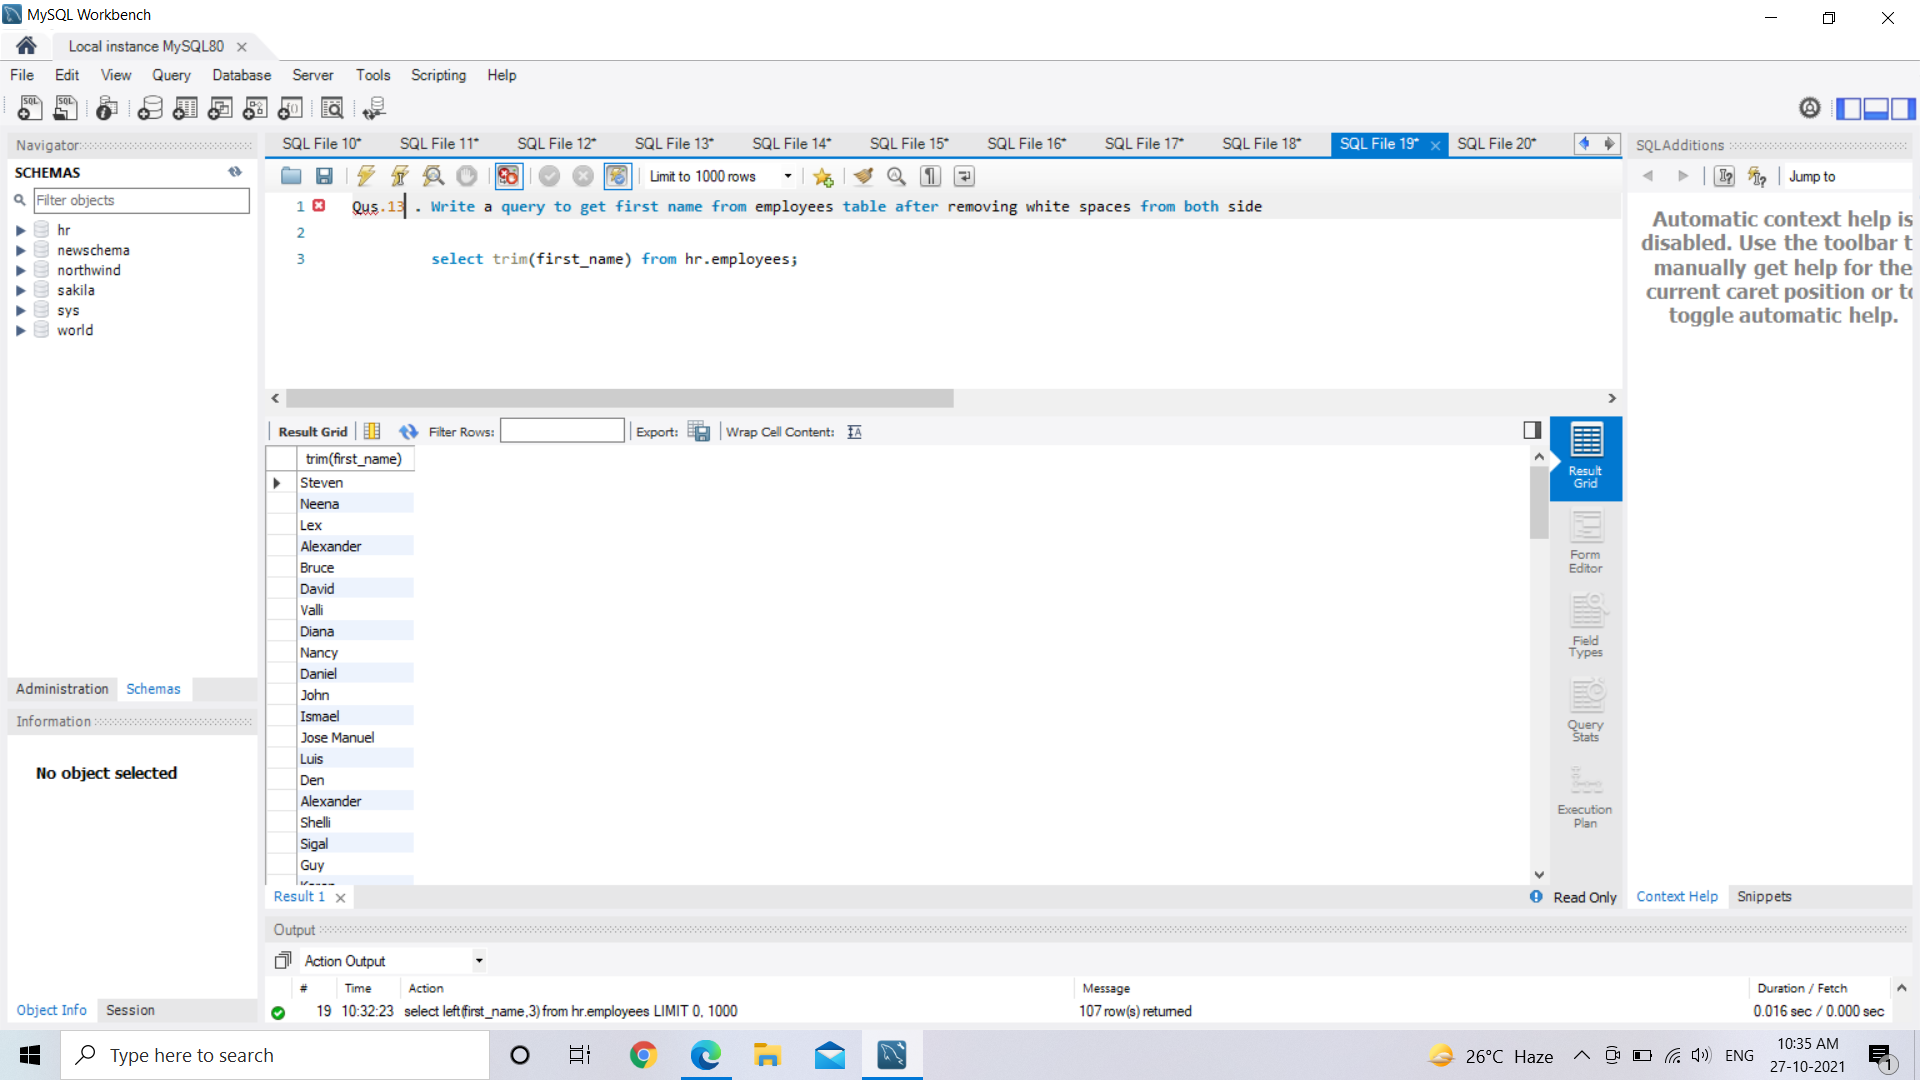 MySQL Workbench
Local instance MySQL80
File Edit View Query Database Server Tools Scripting Help
Navigator
SCHEMAS
Filter objects
hr
newschema
northwind
sakila
sys
world
Administration Schemas
Information
No object selected
Object Info Session
SQL File 10* SQL File 11* SQL File 12* SQL File 13* SQL File 14* SQL File 15* SQL File 16* SQL File 17* SQL File 18* SQL File 19* SQL File 20*
Limit to 1000 rows
1 Qus.13 . Write a query to get first name from employees table after removing white spaces from both side
2
3 select trim(first_name) from hr.employees;
Result Grid Filter Rows: Export: Wrap Cell Content:
trim(first_name)
Steven
Neena
Lex
Alexander
Bruce
David
Valli
Diana
Nancy
Daniel
John
Ismael
Jose Manuel
Luis
Den
Alexander
Shelli
Sigal
Guy
Result Grid
Form Editor
Field Types
Query Stats
Execution Plan
Result 1
Read Only
SQLAdditions
Jump to
Automatic context help is
disabled. Use the toolbar t
manually get help for the
current caret position or to
toggle automatic help.
Context Help Snippets
Output
Action Output
# Time Action Message Duration / Fetch
19 10:32:23 select left(first_name,3) from hr.employees LIMIT 0, 1000 107 row(s) returned 0.016 sec / 0.000 sec
Type here to search
26°C Haze
ENG
10:35 AM
27-10-2021
1